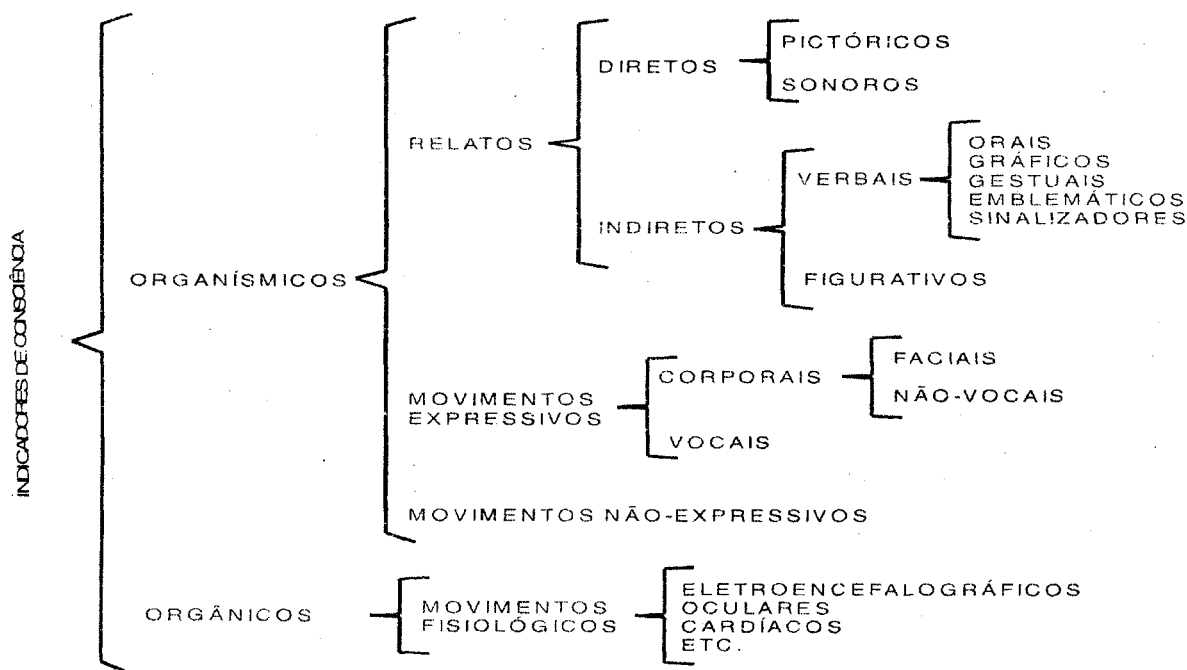 INDICADORES DE CONSCIÊNCIA
ORGANÍSMICOS
RELATOS
DIRETOS
PICTÓRICOS
SONOROS
INDIRETOS
VERBAIS
ORAIS
GRÁFICOS
GESTUAIS
EMBLEMÁTICOS
SINALIZADORES
FIGURATIVOS
MOVIMENTOS
EXPRESSIVOS
CORPORAIS
FACIAIS
NÃO-VOCAIS
VOCAIS
MOVIMENTOS NÃO-EXPRESSIVOS
ORGÂNICOS
MOVIMENTOS
FISIOLÓGICOS
ELETROENCEFALOGRÁFICOS
OCULARES
CARDÍACOS
ETC.